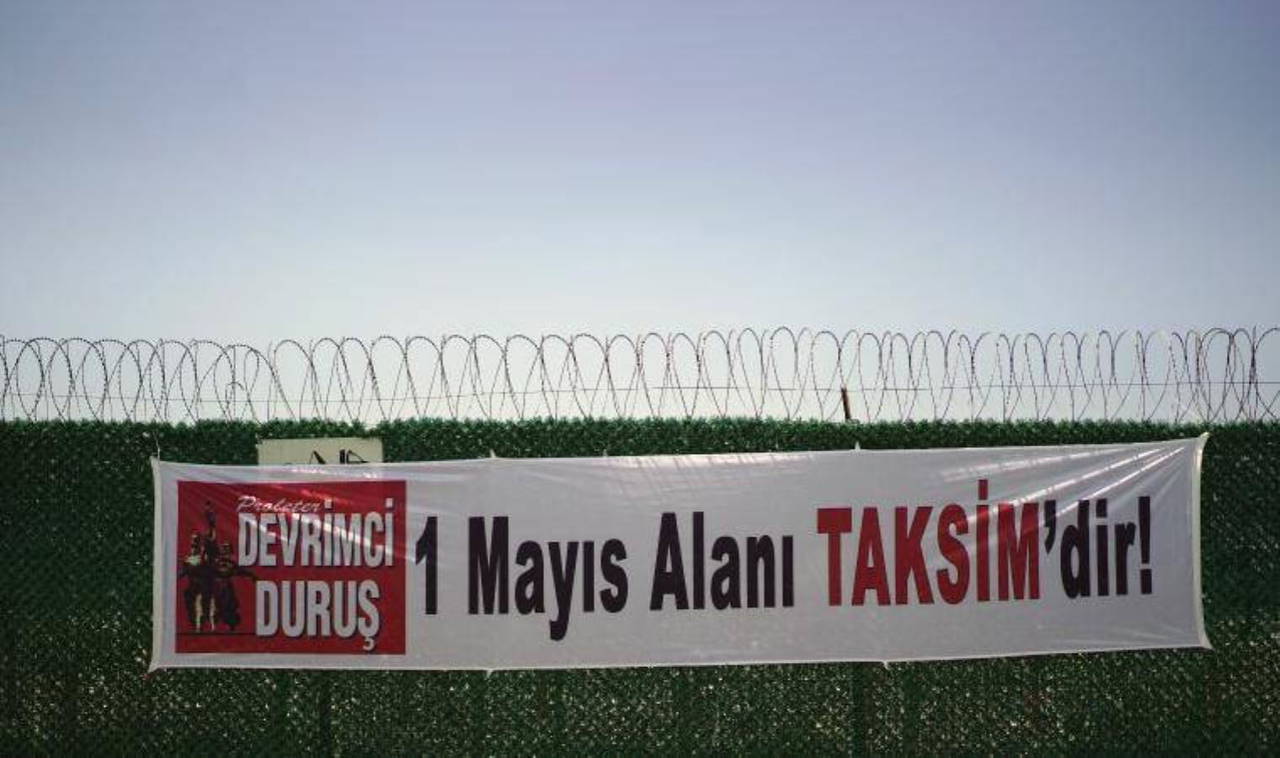 Proleter
DEVRİMCİ
DURUŞ
1 Mayıs Alanı TAKSİM'dir!